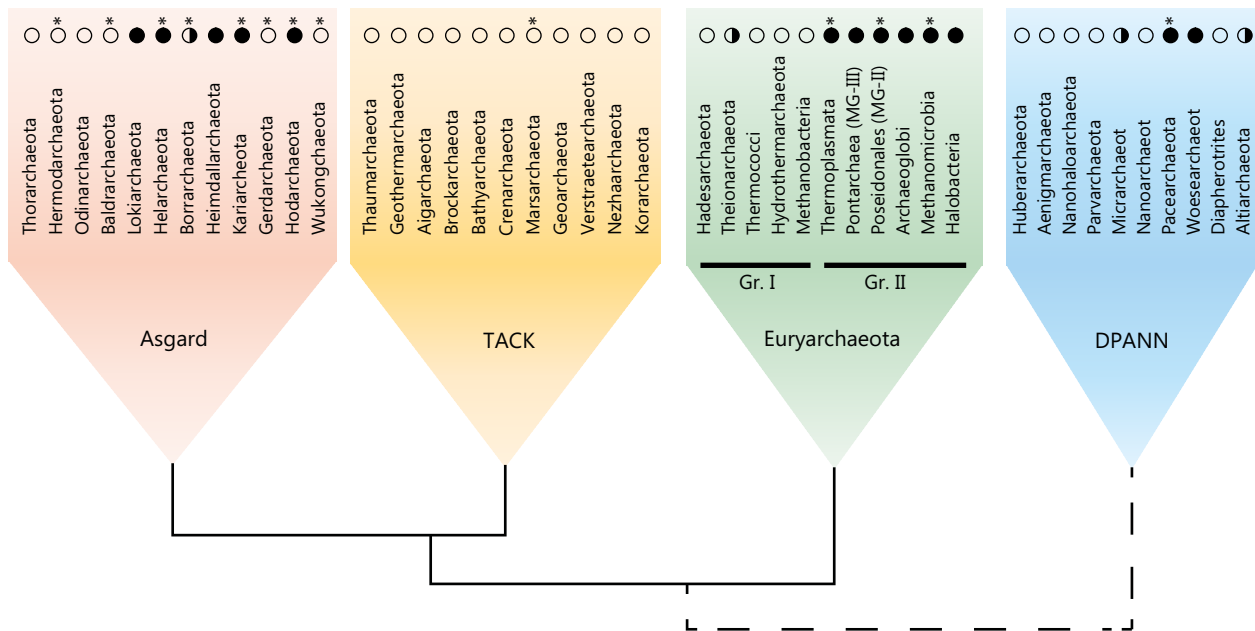 * * * * * * *
*
* * *
*
Thorarchaeota
Hermodarchaeota
Odinarchaeota
Baldrarchaeota
Lokiarchaeota
Helarchaeota
Borrarchaeota
Heimdallarchaeota
Kariarcheota
Gerdarchaeota
Hodarchaeota
Wukongchaeota
Thaumarchaeota
Geothermarchaeota
Aigarchaeota
Brockarchaeota
Bathyarchaeota
Crenarchaeota
Marsarchaeota
Geoarchaeota
Verstraetearchaeota
Nezhaarchaeota
Korarchaeota
Hadesarchaeota
Theionarchaeota
Thermococci
Hydrothermarchaeota
Methanobacteria
Thermoplasmata
Pontarchaea (MG-III)
Poseidonales (MG-II)
Archaeoglobi
Methanomicrobia
Halobacteria
Huberarchaeota
Aenigmarchaeota
Nanohaloarchaeota
Parvarchaeota
Micrarchaeot
Nanoarchaeota
Pacearchaeota
Woesearchaeota
Diapherotrites
Altiarchaeota
Gr. I
Gr. II
Asgard
TACK
Euryarchaeota
DPANN